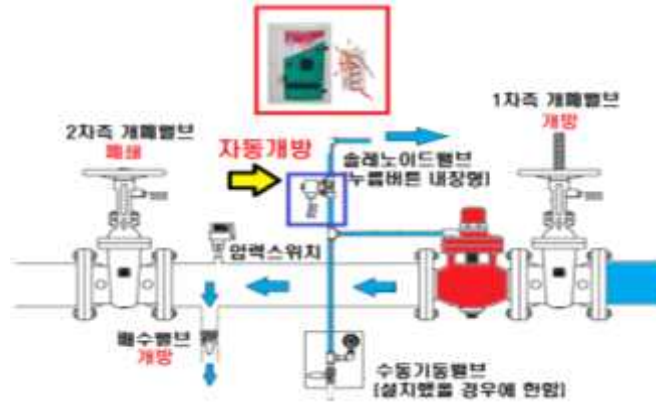 1차측 개폐밸브
개방
2차측 개폐밸브
폐쇄
자동개방
솔레노이드밸브
(누름버튼 내장형)
압력스위치
배수밸브
개방
수동기동밸브
(설치했을 경우에 한함)